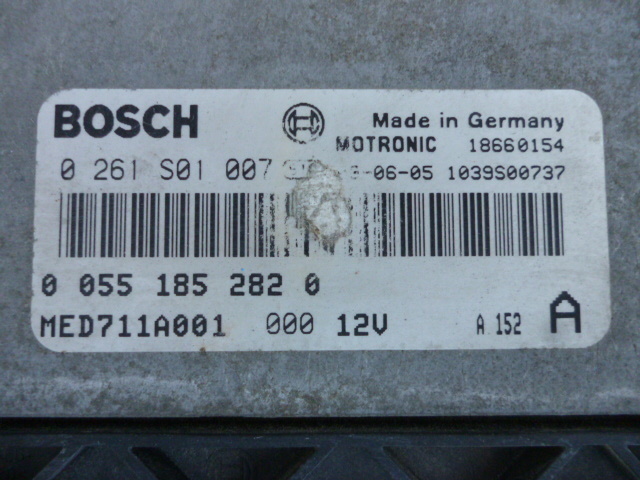 BOSCH Made in Germany
MOTRONIC 18660154
0 261 S01 007 -06-05 1039S00737
0 055 185 282 0
MED711A001 000 12V A 152 A